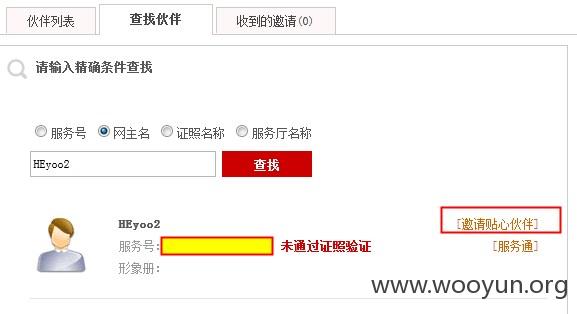 伙伴列表 查找伙伴 收到的邀请(0)
请输入精确条件查找
服务号 网主名 证照名称 服务厅名称
HEyoo2 查找
HEyoo2 [邀请贴心伙伴]
服务号: 未通过证照验证 [服务通]
形象册:
www.wooyun.org